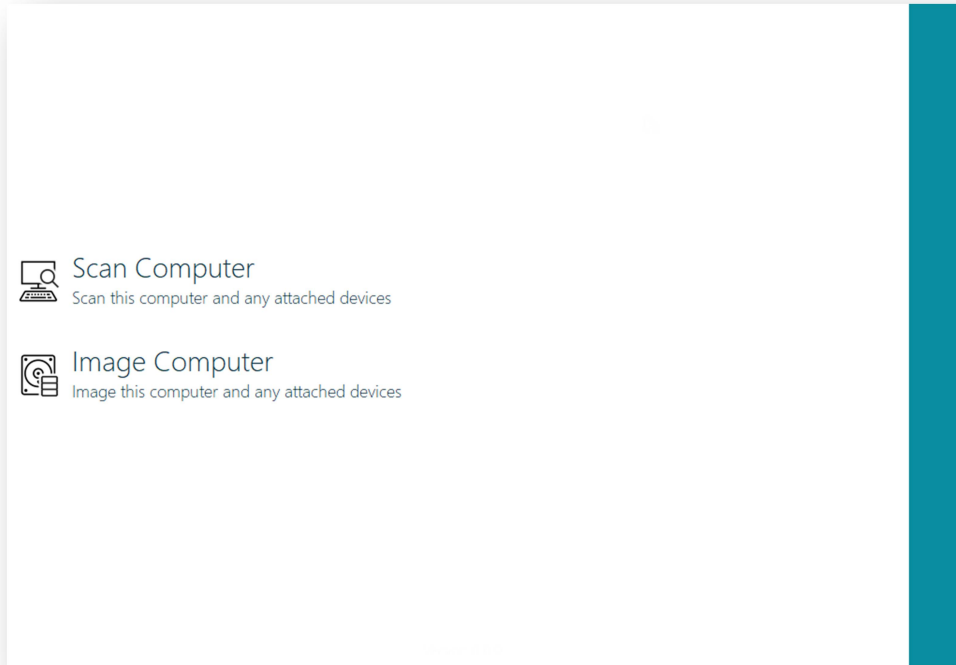 Scan Computer
Scan this computer and any attached devices
Image Computer
Image this computer and any attached devices